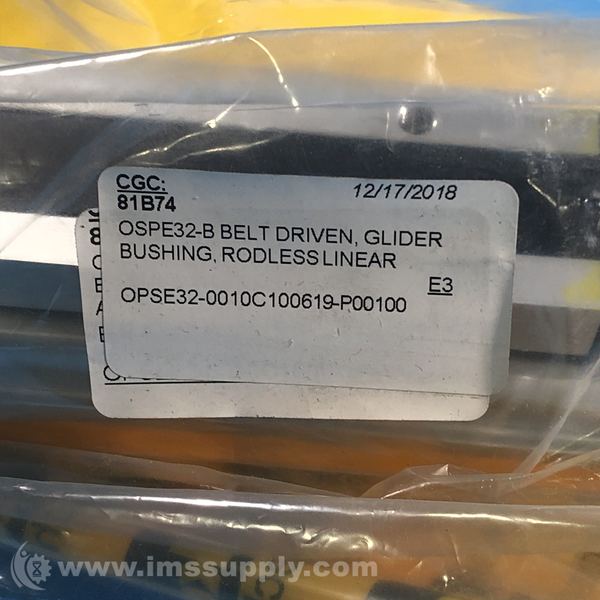 CGC:
12/17/2018
81B74
OSPE32-B BELT DRIVEN, GLIDER
BUSHING, RODLESS LINEAR
E3
OPSE32-0010C100619-P00100
www.imssupply.com